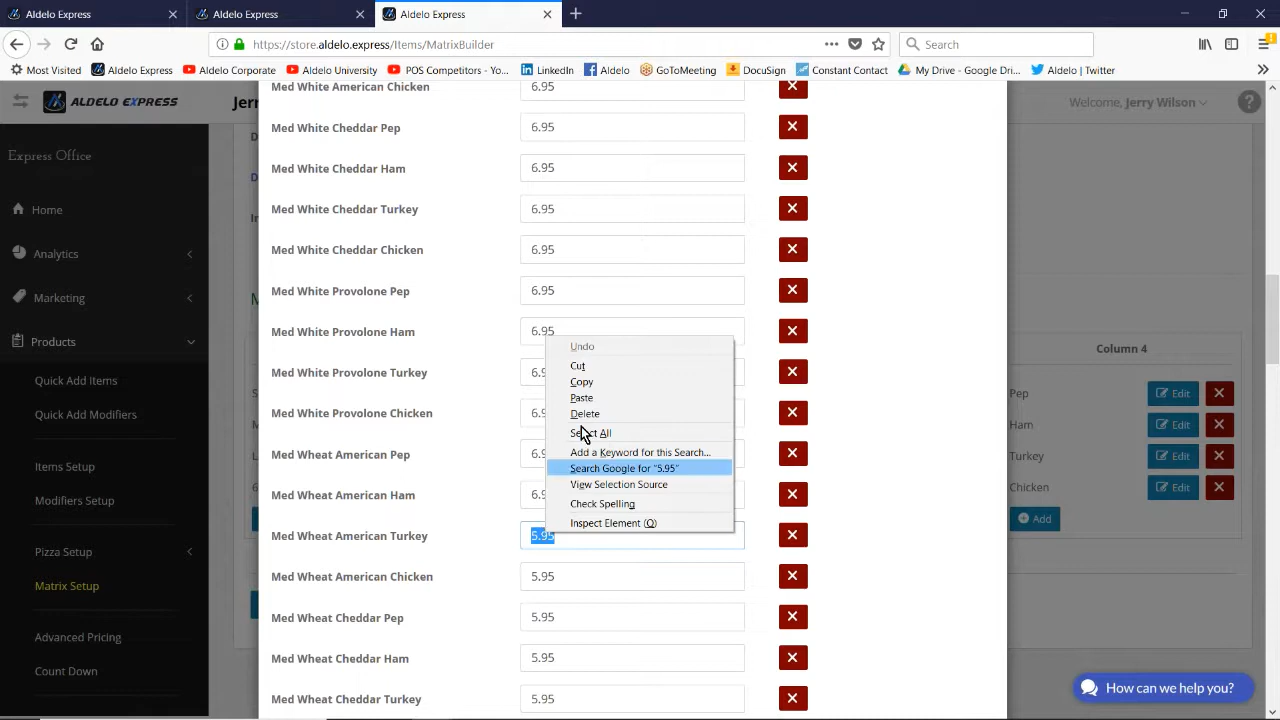 Aldelo Express
Aldelo Express
Aldelo Express
https://store.aldelo.express/Items/MatrixBuilder
Search
Most Visited
Aldelo Express
Aldelo Corporate
Aldelo University
POS Competitors - Yo...
LinkedIn
Aldelo
GoToMeeting
DocuSign
Constant Contact
My Drive - Google Dri...
Aldelo | Twitter
ALDELO EXPRESS
Welcome, Jerry Wilson
Express Office
Home
Analytics
Marketing
Products
Quick Add Items
Quick Add Modifiers
Items Setup
Modifiers Setup
Pizza Setup
Matrix Setup
Advanced Pricing
Count Down
Med White American Chicken 6.95
Med White Cheddar Pep 6.95
Med White Cheddar Ham 6.95
Med White Cheddar Turkey 6.95
Med White Cheddar Chicken 6.95
Med White Provolone Pep 6.95
Med White Provolone Ham 6.95
Med White Provolone Turkey
Med White Provolone Chicken
Med Wheat American Pep
Med Wheat American Ham
Med Wheat American Turkey 5.95
Med Wheat American Chicken 5.95
Med Wheat Cheddar Pep 5.95
Med Wheat Cheddar Ham 5.95
Med Wheat Cheddar Turkey 5.95
Undo
Cut
Copy
Paste
Delete
Select All
Add a Keyword for this Search...
Search Google for "5.95"
View Selection Source
Check Spelling
Inspect Element (Q)
Column 4
Pep Edit
Ham Edit
Turkey Edit
Chicken Edit
Add
How can we help you?